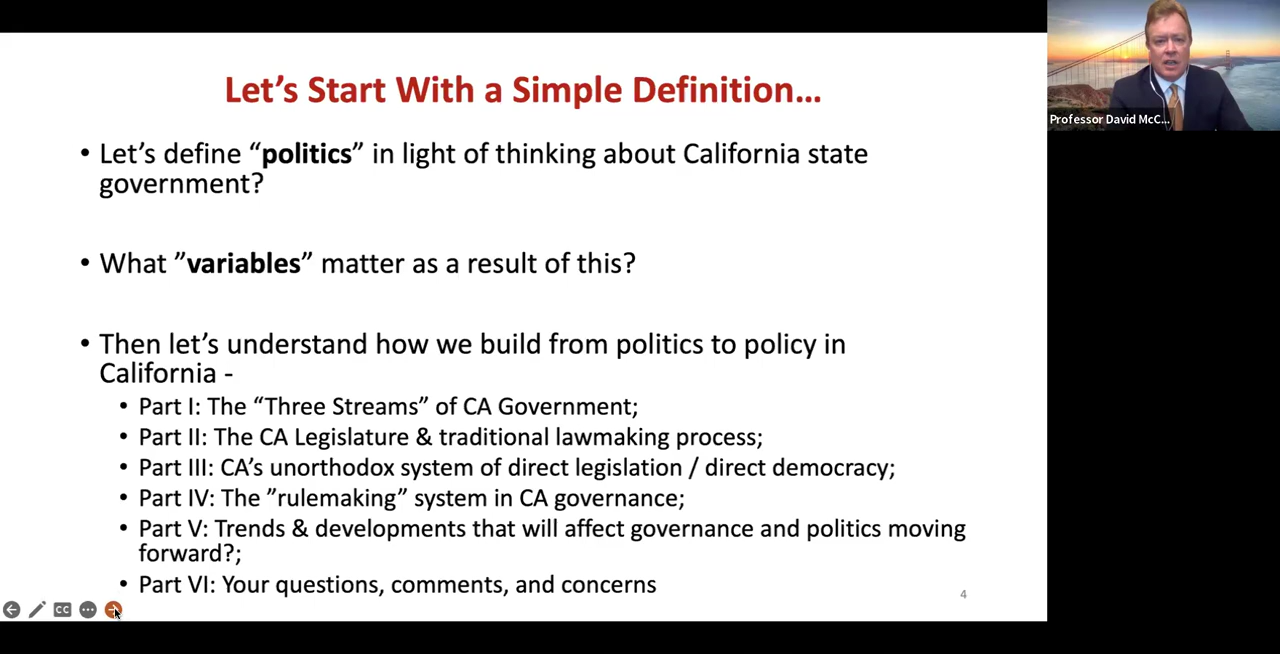 Let’s Start With a Simple Definition…
• Let’s define “politics” in light of thinking about California state
government?
• What ”variables” matter as a result of this?
• Then let’s understand how we build from politics to policy in
California -
• Part I: The “Three Streams” of CA Government;
• Part II: The CA Legislature & traditional lawmaking process;
• Part III: CA’s unorthodox system of direct legislation / direct democracy;
• Part IV: The ”rulemaking” system in CA governance;
• Part V: Trends & developments that will affect governance and politics moving
forward?;
• Part VI: Your questions, comments, and concerns
4
CC
Professor David McC...